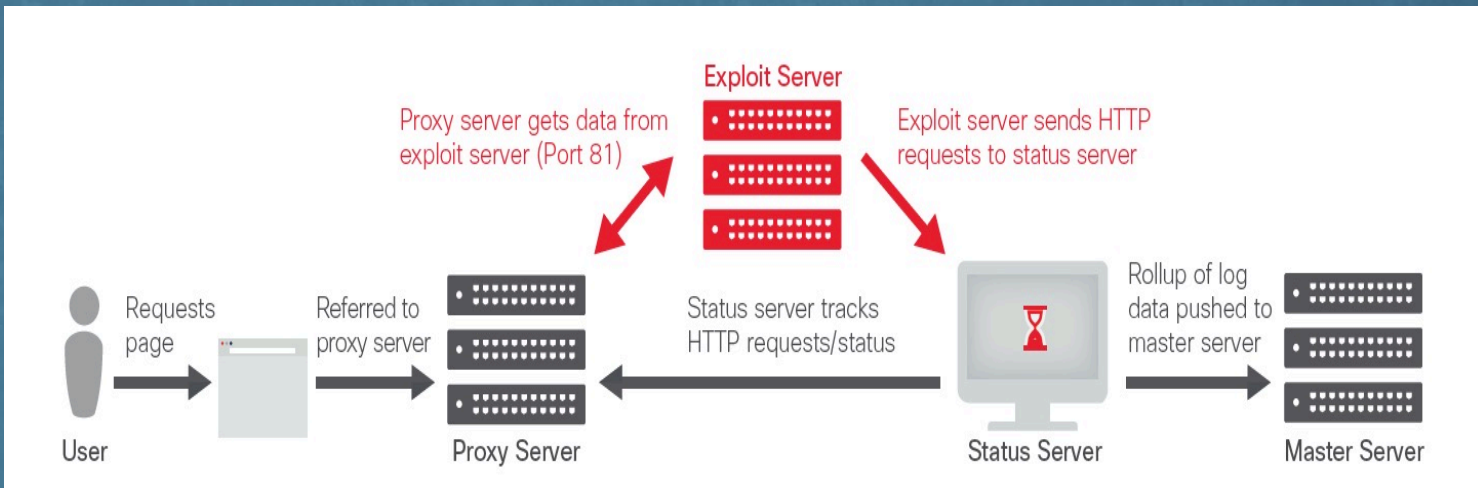 Exploit Server
Proxy server gets data from
exploit server (Port 81)
Exploit server sends HTTP
requests to status server
Requests
page
Referred to
proxy server
Status server tracks
HTTP requests/status
Rollup of log
data pushed to
master server
User
Proxy Server
Status Server
Master Server